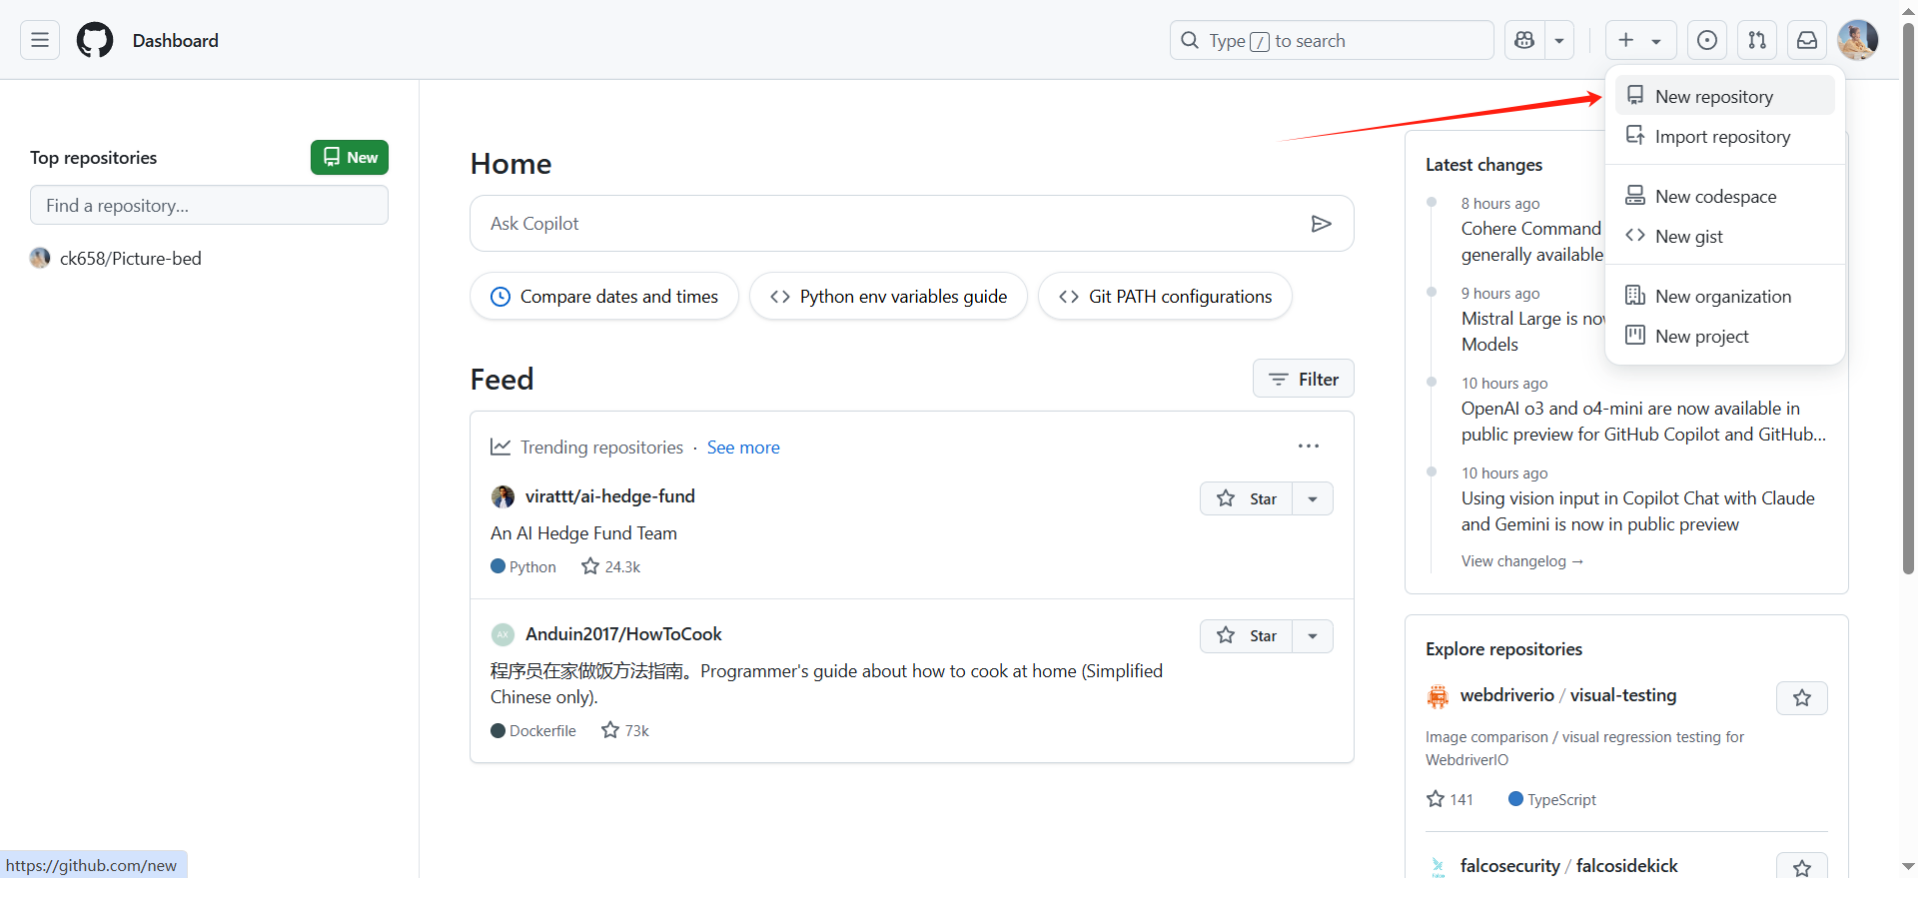 Dashboard
Type / to search
New repository
Import repository
New codespace
New gist
New organization
New project
Top repositories
New
Find a repository...
ck658/Picture-bed
Home
Ask Copilot
Compare dates and times
Python env variables guide
Git PATH configurations
Feed
Filter
Trending repositories · See more
virattt/ai-hedge-fund
Star
An AI Hedge Fund Team
Python
24.3k
Anduin2017/HowToCook
Star
程序员在家做饭方法指南。Programmer's guide about how to cook at home (Simplified
Chinese only).
Dockerfile
73k
Latest changes
8 hours ago
Cohere Command
generally available
9 hours ago
Mistral Large is now
Models
10 hours ago
OpenAI o3 and o4-mini are now available in
public preview for GitHub Copilot and GitHub...
10 hours ago
Using vision input in Copilot Chat with Claude
and Gemini is now in public preview
View changelog →
Explore repositories
webdriverio / visual-testing
Image comparison / visual regression testing for
WebdriverIO
141
TypeScript
falcosecurity / falcosidekick
https://github.com/new